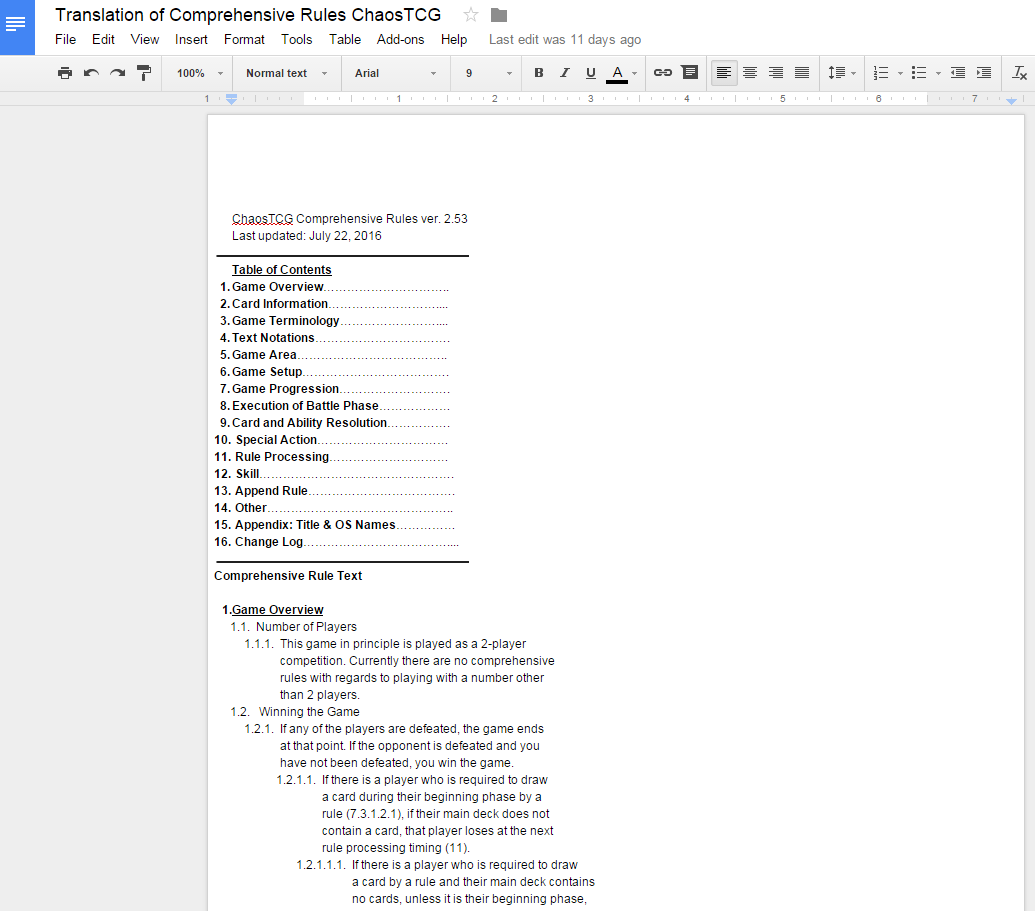 Translation of Comprehensive Rules ChaosTCG
File Edit View Insert Format Tools Table Add-ons Help Last edit was 11 days ago
100% Normal text Arial 9 B I U A
1 1 2 3 4 5 6 7
ChaosTCG Comprehensive Rules ver. 2.53
Last updated: July 22, 2016
Table of Contents
1. Game Overview…………………………..
2. Card Information………………………....
3. Game Terminology……………………....
4. Text Notations…………………………….
5. Game Area………………………………..
6. Game Setup……………………………….
7. Game Progression……………………….
8. Execution of Battle Phase………………
9. Card and Ability Resolution…………….
10. Special Action……………………………
11. Rule Processing…………………………
12. Skill………………………………………….
13. Append Rule……………………………….
14. Other………………………………………..
15. Appendix: Title & OS Names……………
16. Change Log………………………………....
Comprehensive Rule Text
1.Game Overview
1.1. Number of Players
1.1.1. This game in principle is played as a 2-player
competition. Currently there are no comprehensive
rules with regards to playing with a number other
than 2 players.
1.2. Winning the Game
1.2.1. If any of the players are defeated, the game ends
at that point. If the opponent is defeated and you
have not been defeated, you win the game.
1.2.1.1. If there is a player who is required to draw
a card during their beginning phase by a
rule (7.3.1.2.1), if their main deck does not
contain a card, that player loses at the next
rule processing timing (11).
1.2.1.1.1. If there is a player who is required to draw
a card by a rule and their main deck contains
no cards, unless it is their beginning phase,